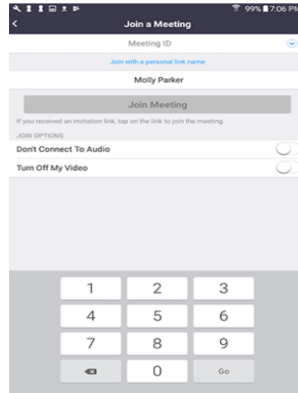 99% 7:06 PM
Join a Meeting
Meeting ID
Join with a personal link name
Molly Parker
Join Meeting
If you received an invitation link, tap on the link to join the meeting
JOIN OPTIONS
Don't Connect To Audio
Turn Off My Video
1 2 3
4 5 6
7 8 9
0 Go